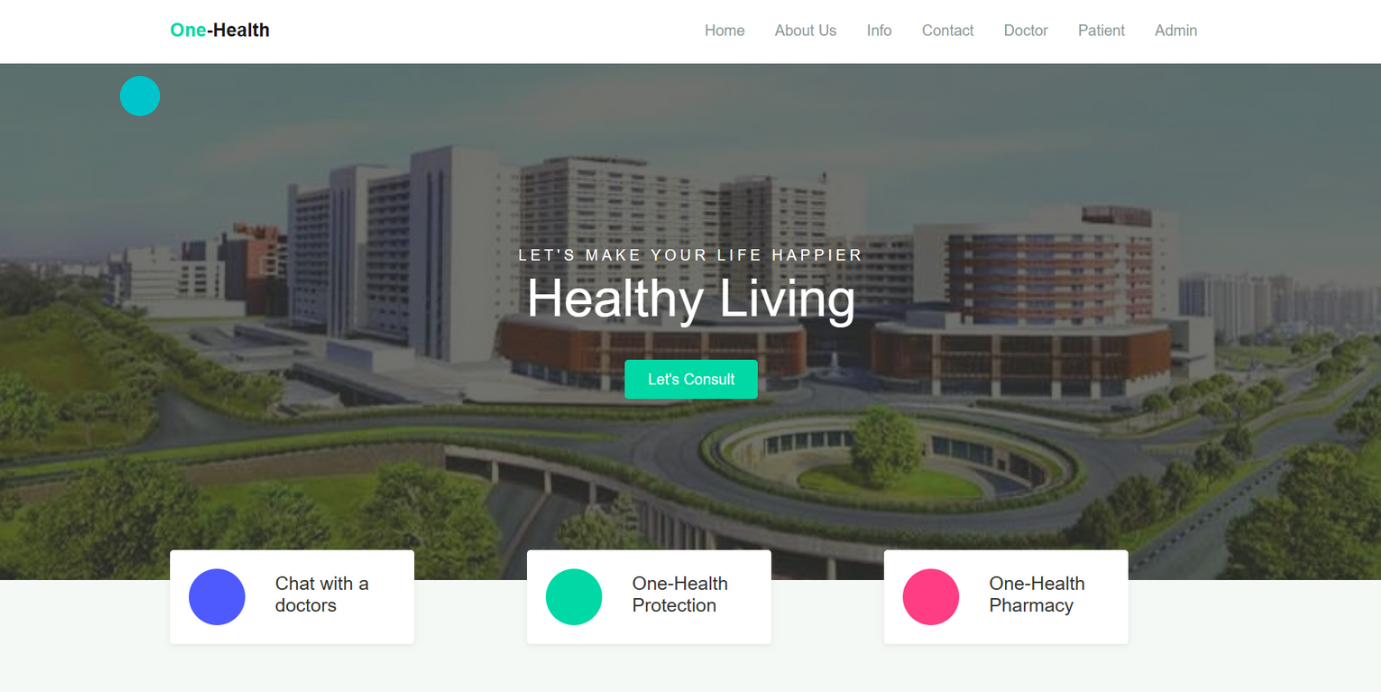 One-Health
Home About Us Info Contact Doctor Patient Admin
LET'S MAKE YOUR LIFE HAPPIER
Healthy Living
Let's Consult
Chat with a
doctors
One-Health
Protection
One-Health
Pharmacy